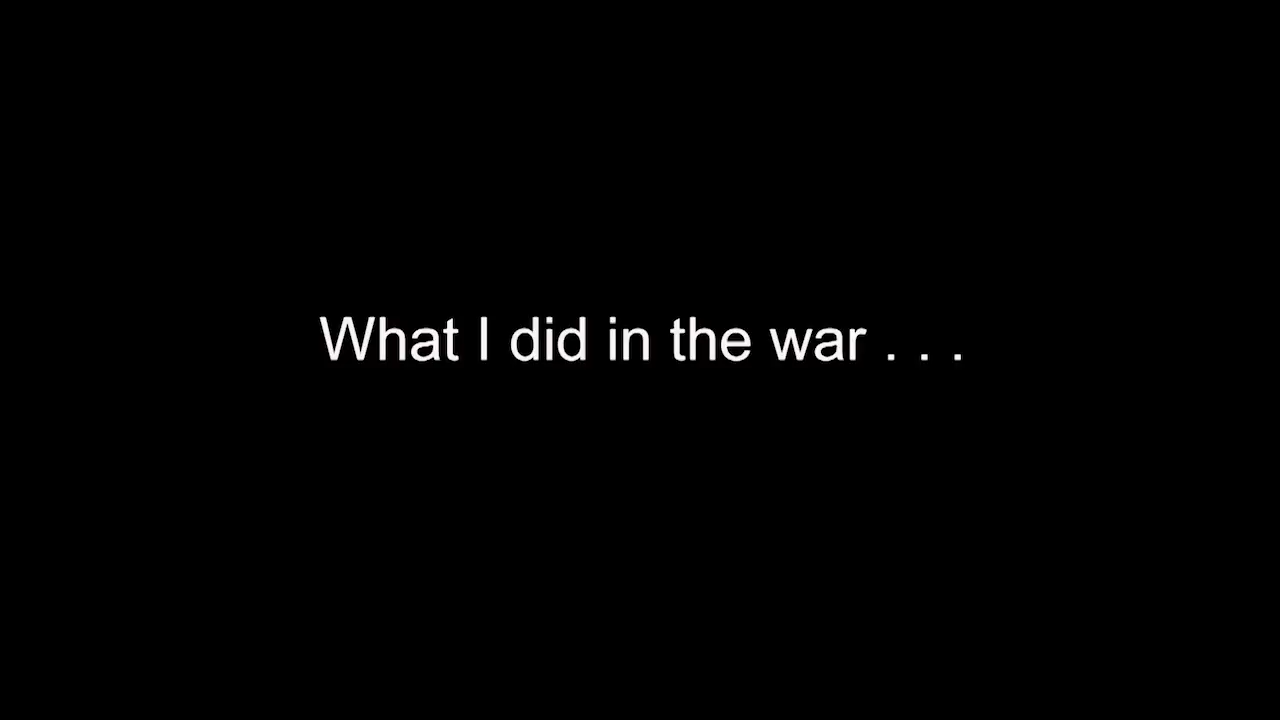 What I did in the war . . .